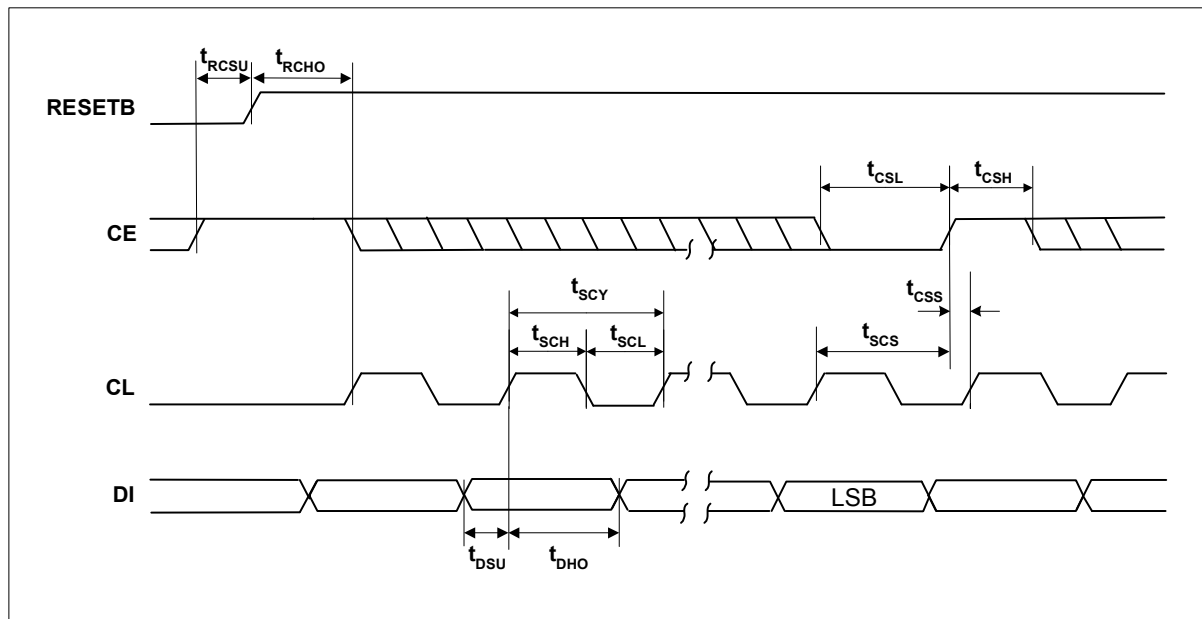 tRCSU tRCHO
RESETB
tCSL tCSH
CE
tSCY tCSS
tSCH tSCL tSCS
CL
DI LSB
tDSU tDHO